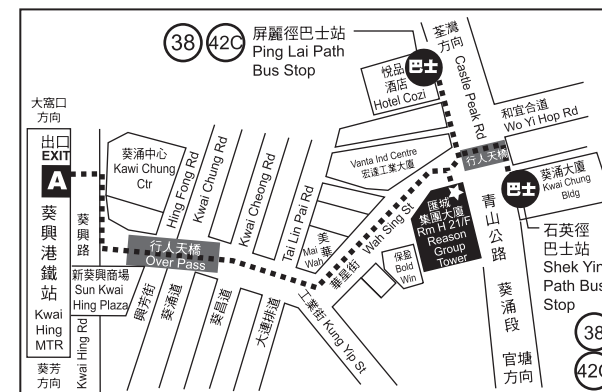 38
42C
屏麗徑巴士站
Ping Lai Path
Bus Stop
荃灣
方向
巴士
悅品
酒店
Hotel Cozi
Castle Peak Rd
和宜合道
Wo Yi Hop Rd
大窩口
方向
出口
EXIT
A
葵興港鐵站
Kwai
Hing
MTR
葵芳
方向
葵興路
Kwai Hing Rd
葵涌中心
Kawi Chung
Ctr
新葵興商場
Sun Kwai
Hing Plaza
Hing Fong Rd
Kwai Chung Rd
Kwai Cheong Rd
Tai Lin Pai Rd
行人天橋
Over Pass
興芳街
葵涌道
葵昌道
大連排道
美華
Mai
Wah
Vanta Ind Centre
宏達工業大廈
華星街 Wah Sing St
工業街 Kung Yip St
保盈
Bold
Win
行人天橋
匯城
集團大廈
Rm H 21/F
Reason
Group
Tower
青山公路 葵涌段
官塘
方向
巴士
葵涌大廈
Kwai Chung
Bldg
石英徑
巴士站
Shek Yin
Path Bus
Stop
38
42C